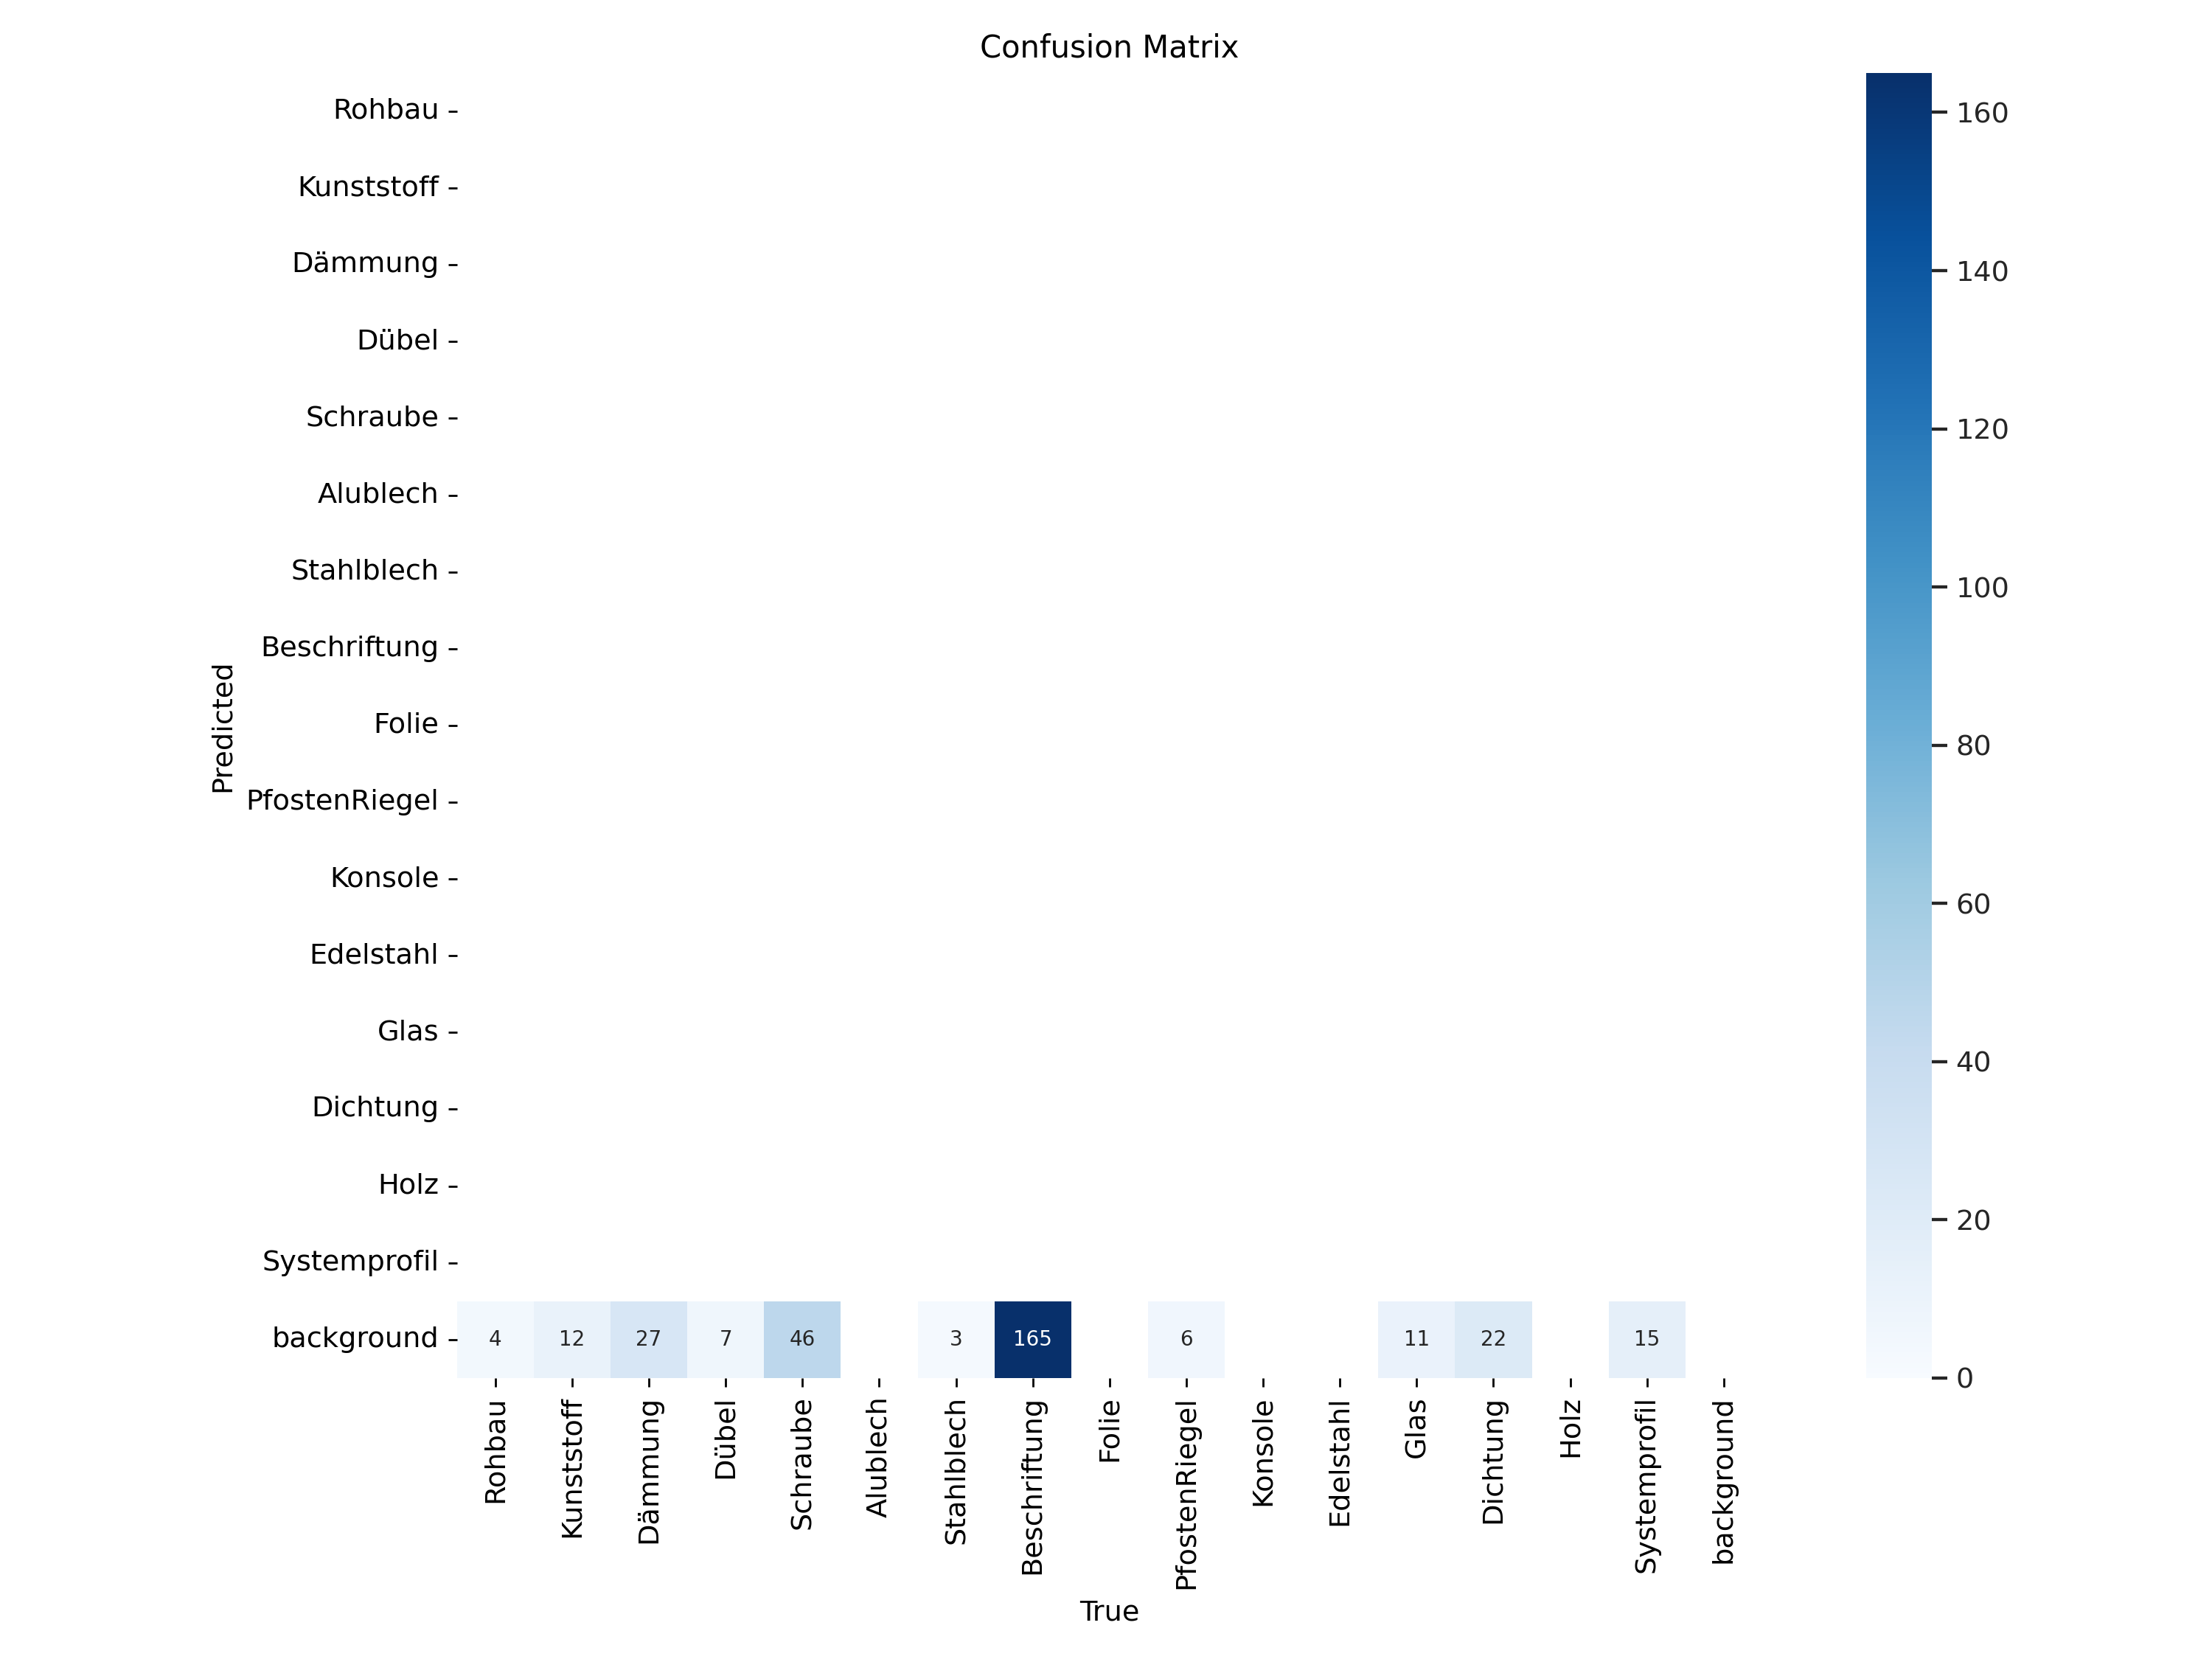 Confusion Matrix
Rohbau
Kunststoff
Dämmung
Dübel
Schraube
Alublech
Stahlblech
Beschriftung
Folie
PfostenRiegel
Konsole
Edelstahl
Glas
Dichtung
Holz
Systemprofil
background
Predicted
4 12 27 7 46 3 165 6 11 22 15
Rohbau
Kunststoff
Dämmung
Dübel
Schraube
Alublech
Stahlblech
Beschriftung
Folie
PfostenRiegel
Konsole
Edelstahl
Glas
Dichtung
Holz
Systemprofil
background
True
160
140
120
100
80
60
40
20
0